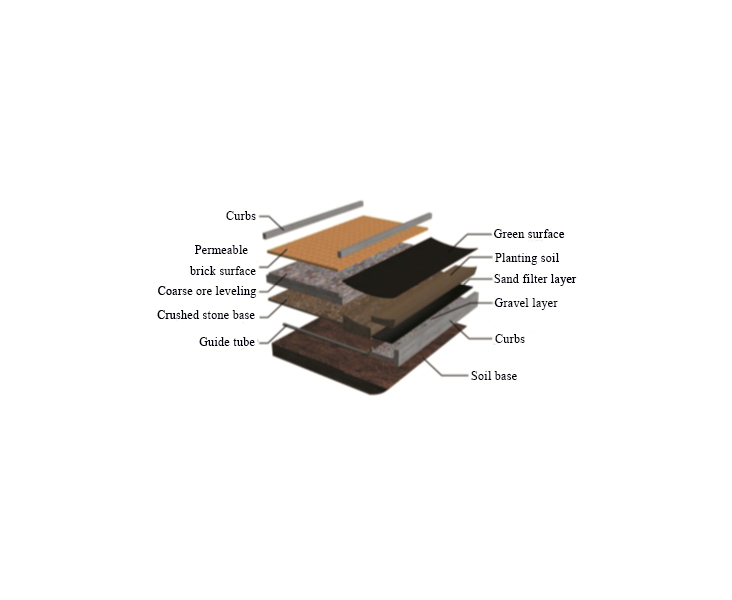 Curbs
Permeable
brick surface
Coarse ore leveling
Crushed stone base
Guide tube
Green surface
Planting soil
Sand filter layer
Gravel layer
Curbs
Soil base